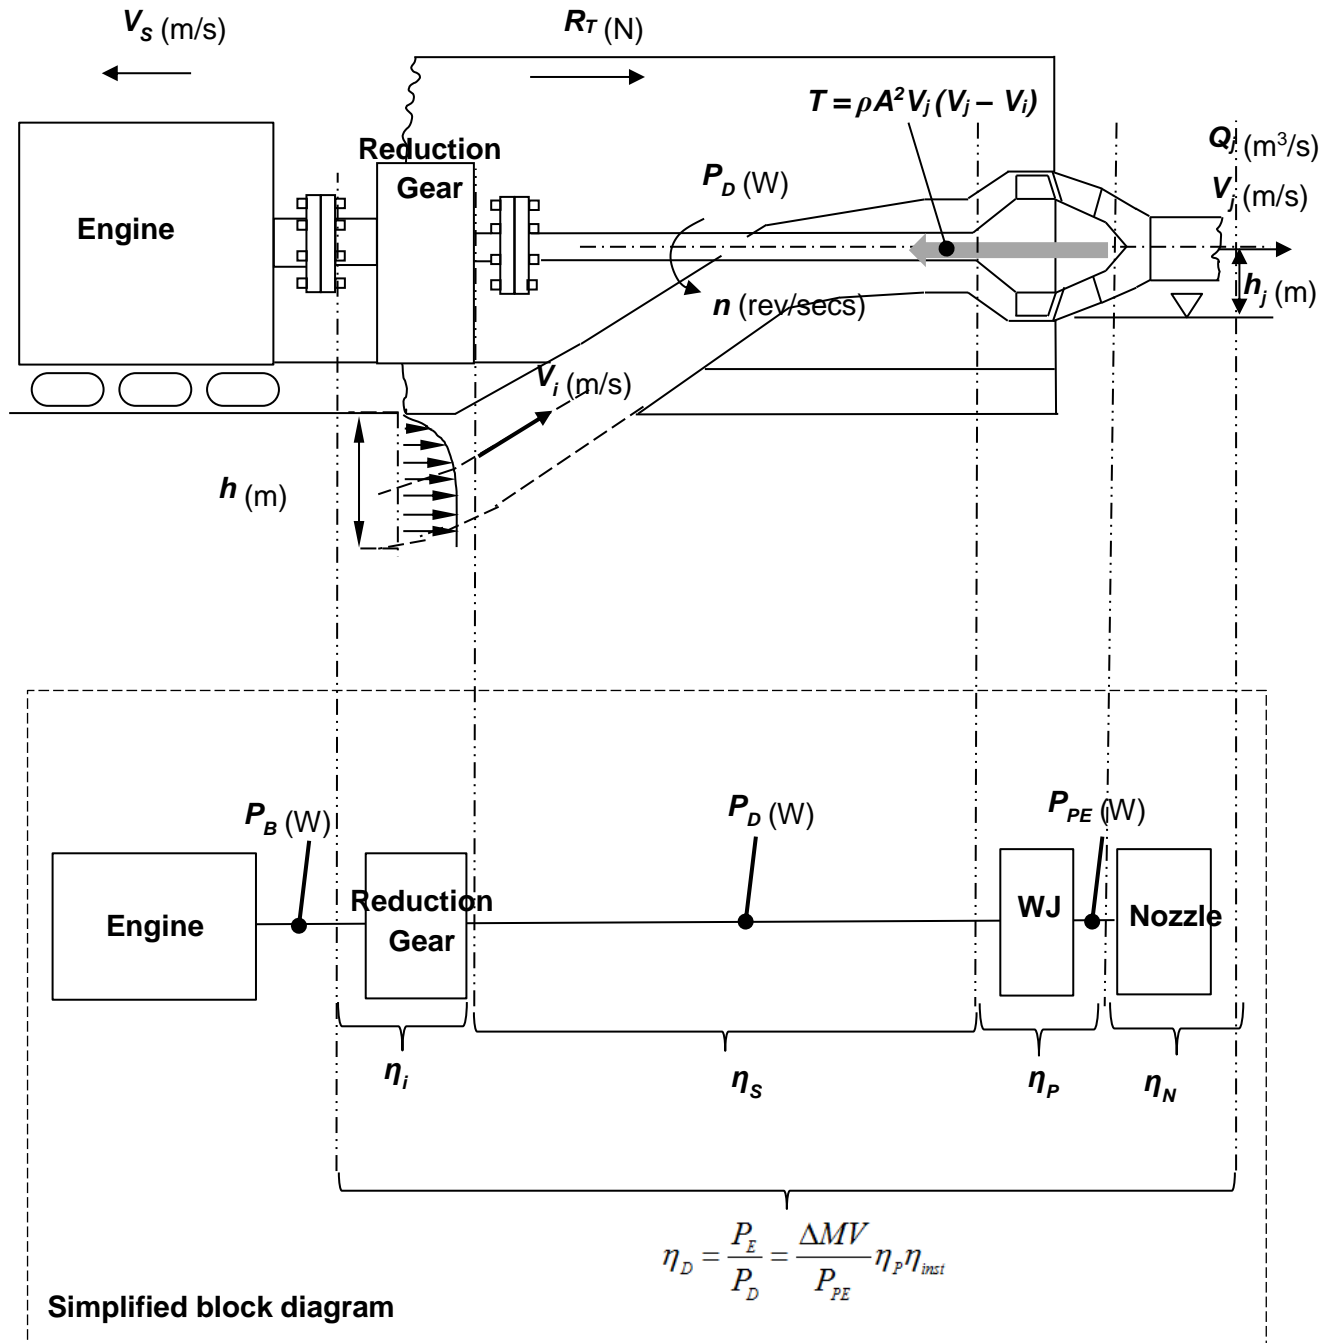 V_S (m/s)
R_T (N)
T = ρA²V_j (V_j – V_i)
Q_j (m³/s)
V_j (m/s)
Reduction
Gear
P_D (W)
Engine
h_j (m)
n (rev/secs)
V_i (m/s)
h (m)
P_B (W)
P_D (W)
P_PE (W)
Engine
Reduction
Gear
WJ
Nozzle
η_i
η_S
η_P
η_N
η_D = P_E / P_D = ΔMV / P_PE η_P η_inst
Simplified block diagram